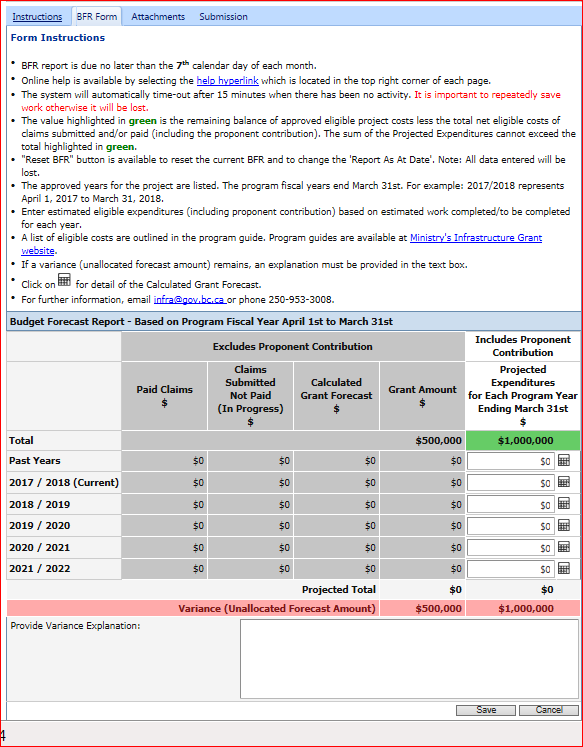 Instructions BFR Form Attachments Submission
Form Instructions
• BFR report is due no later than the 7th calendar day of each month.
• Online help is available by selecting the help hyperlink which is located in the top right corner of each page.
• The system will automatically time-out after 15 minutes when there has been no activity. It is important to repeatedly save
work otherwise it will be lost.
• The value highlighted in green is the remaining balance of approved eligible project costs less the total net eligible costs of
claims submitted and/or paid (including the proponent contribution). The sum of the Projected Expenditures cannot exceed the
total highlighted in green.
• "Reset BFR" button is available to reset the current BFR and to change the 'Report As At Date'. Note: All data entered will be
lost.
• The approved years for the project are listed. The program fiscal years end March 31st. For example: 2017/2018 represents
April 1, 2017 to March 31, 2018.
• Enter estimated eligible expenditures (including proponent contribution) based on estimated work completed/to be completed
for each year.
• A list of eligible costs are outlined in the program guide. Program guides are available at Ministry's Infrastructure Grant
website.
• If a variance (unallocated forecast amount) remains, an explanation must be provided in the text box.
• Click on for detail of the Calculated Grant Forecast.
• For further information, email infra@gov.bc.ca or phone 250-953-3008.
Budget Forecast Report - Based on Program Fiscal Year April 1st to March 31st
Excludes Proponent Contribution
Includes Proponent
Contribution
Paid Claims
$
Claims
Submitted
Not Paid
(In Progress)
$
Calculated
Grant Forecast
$
Grant Amount
$
Projected
Expenditures
for Each Program Year
Ending March 31st
$
Total $500,000 $1,000,000
Past Years $0 $0 $0 $0 $0
2017 / 2018 (Current) $0 $0 $0 $0 $0
2018 / 2019 $0 $0 $0 $0 $0
2019 / 2020 $0 $0 $0 $0 $0
2020 / 2021 $0 $0 $0 $0 $0
2021 / 2022 $0 $0 $0 $0 $0
Projected Total $0 $0
Variance (Unallocated Forecast Amount) $500,000 $1,000,000
Provide Variance Explanation:
Save Cancel
4